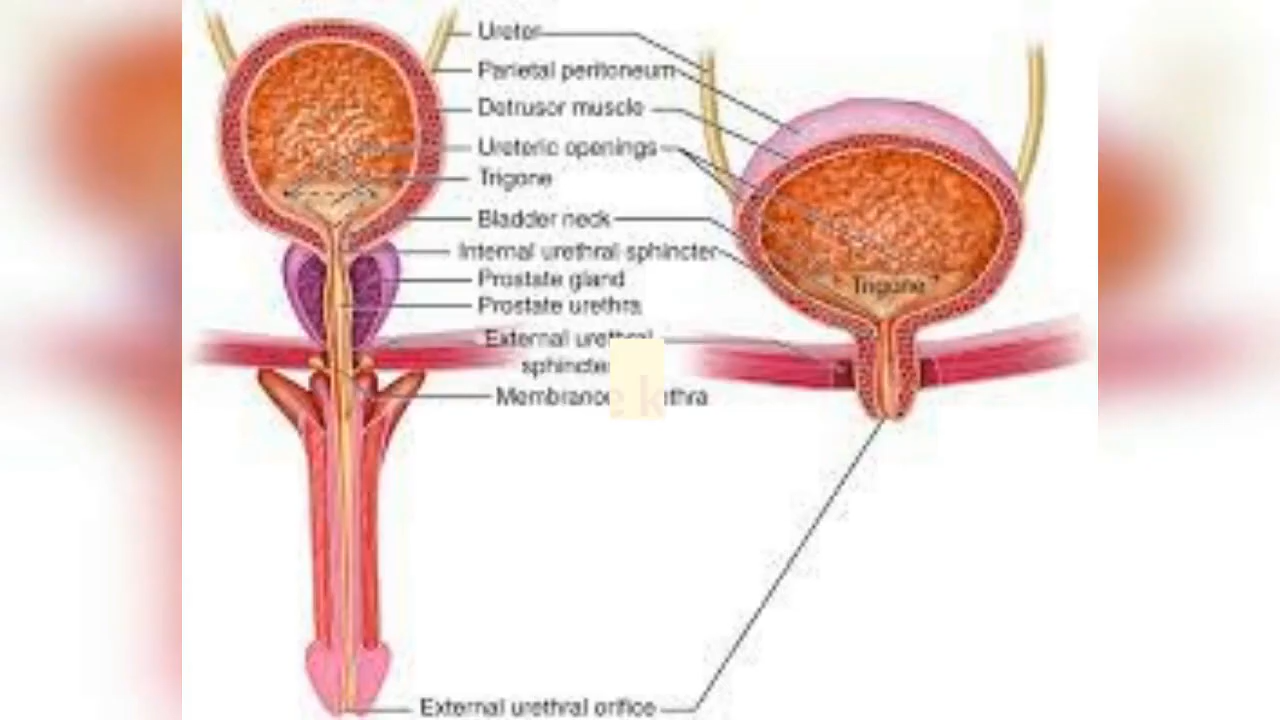 Ureter
Parietal peritoneum
Detrusor muscle
Ureteric openings
Trigone
Bladder neck
Internal urethral sphincter
Prostate gland
Prostate urethra
External urethral
Trigone
External urethral orifice